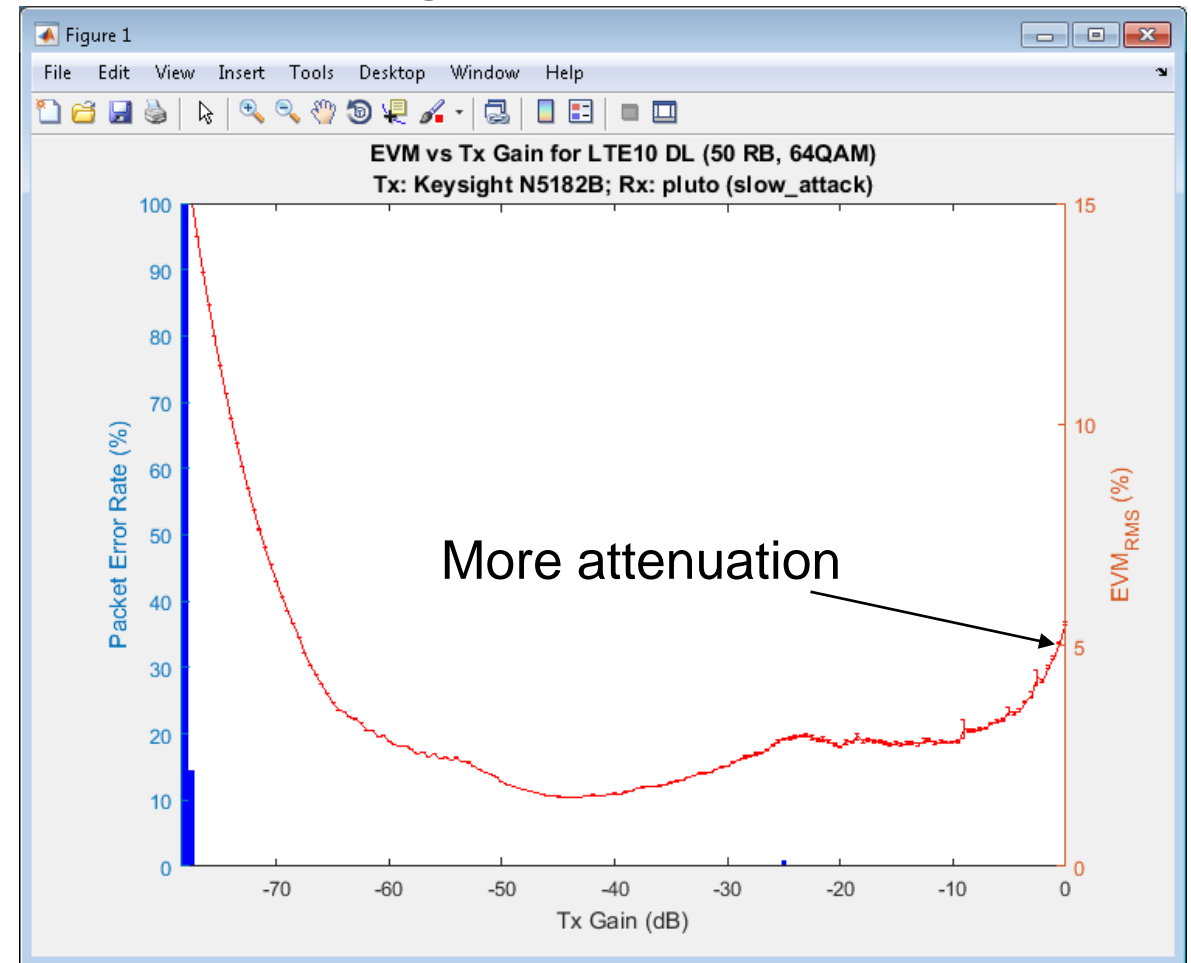 Figure 1
File Edit View Insert Tools Desktop Window Help
EVM vs Tx Gain for LTE10 DL (50 RB, 64QAM)
Tx: Keysight N5182B; Rx: pluto (slow_attack)
100
90
80
70
60
50
40
30
20
10
0
Packet Error Rate (%)
15
10
5
0
EVM_RMS (%)
More attenuation
-70 -60 -50 -40 -30 -20 -10 0
Tx Gain (dB)